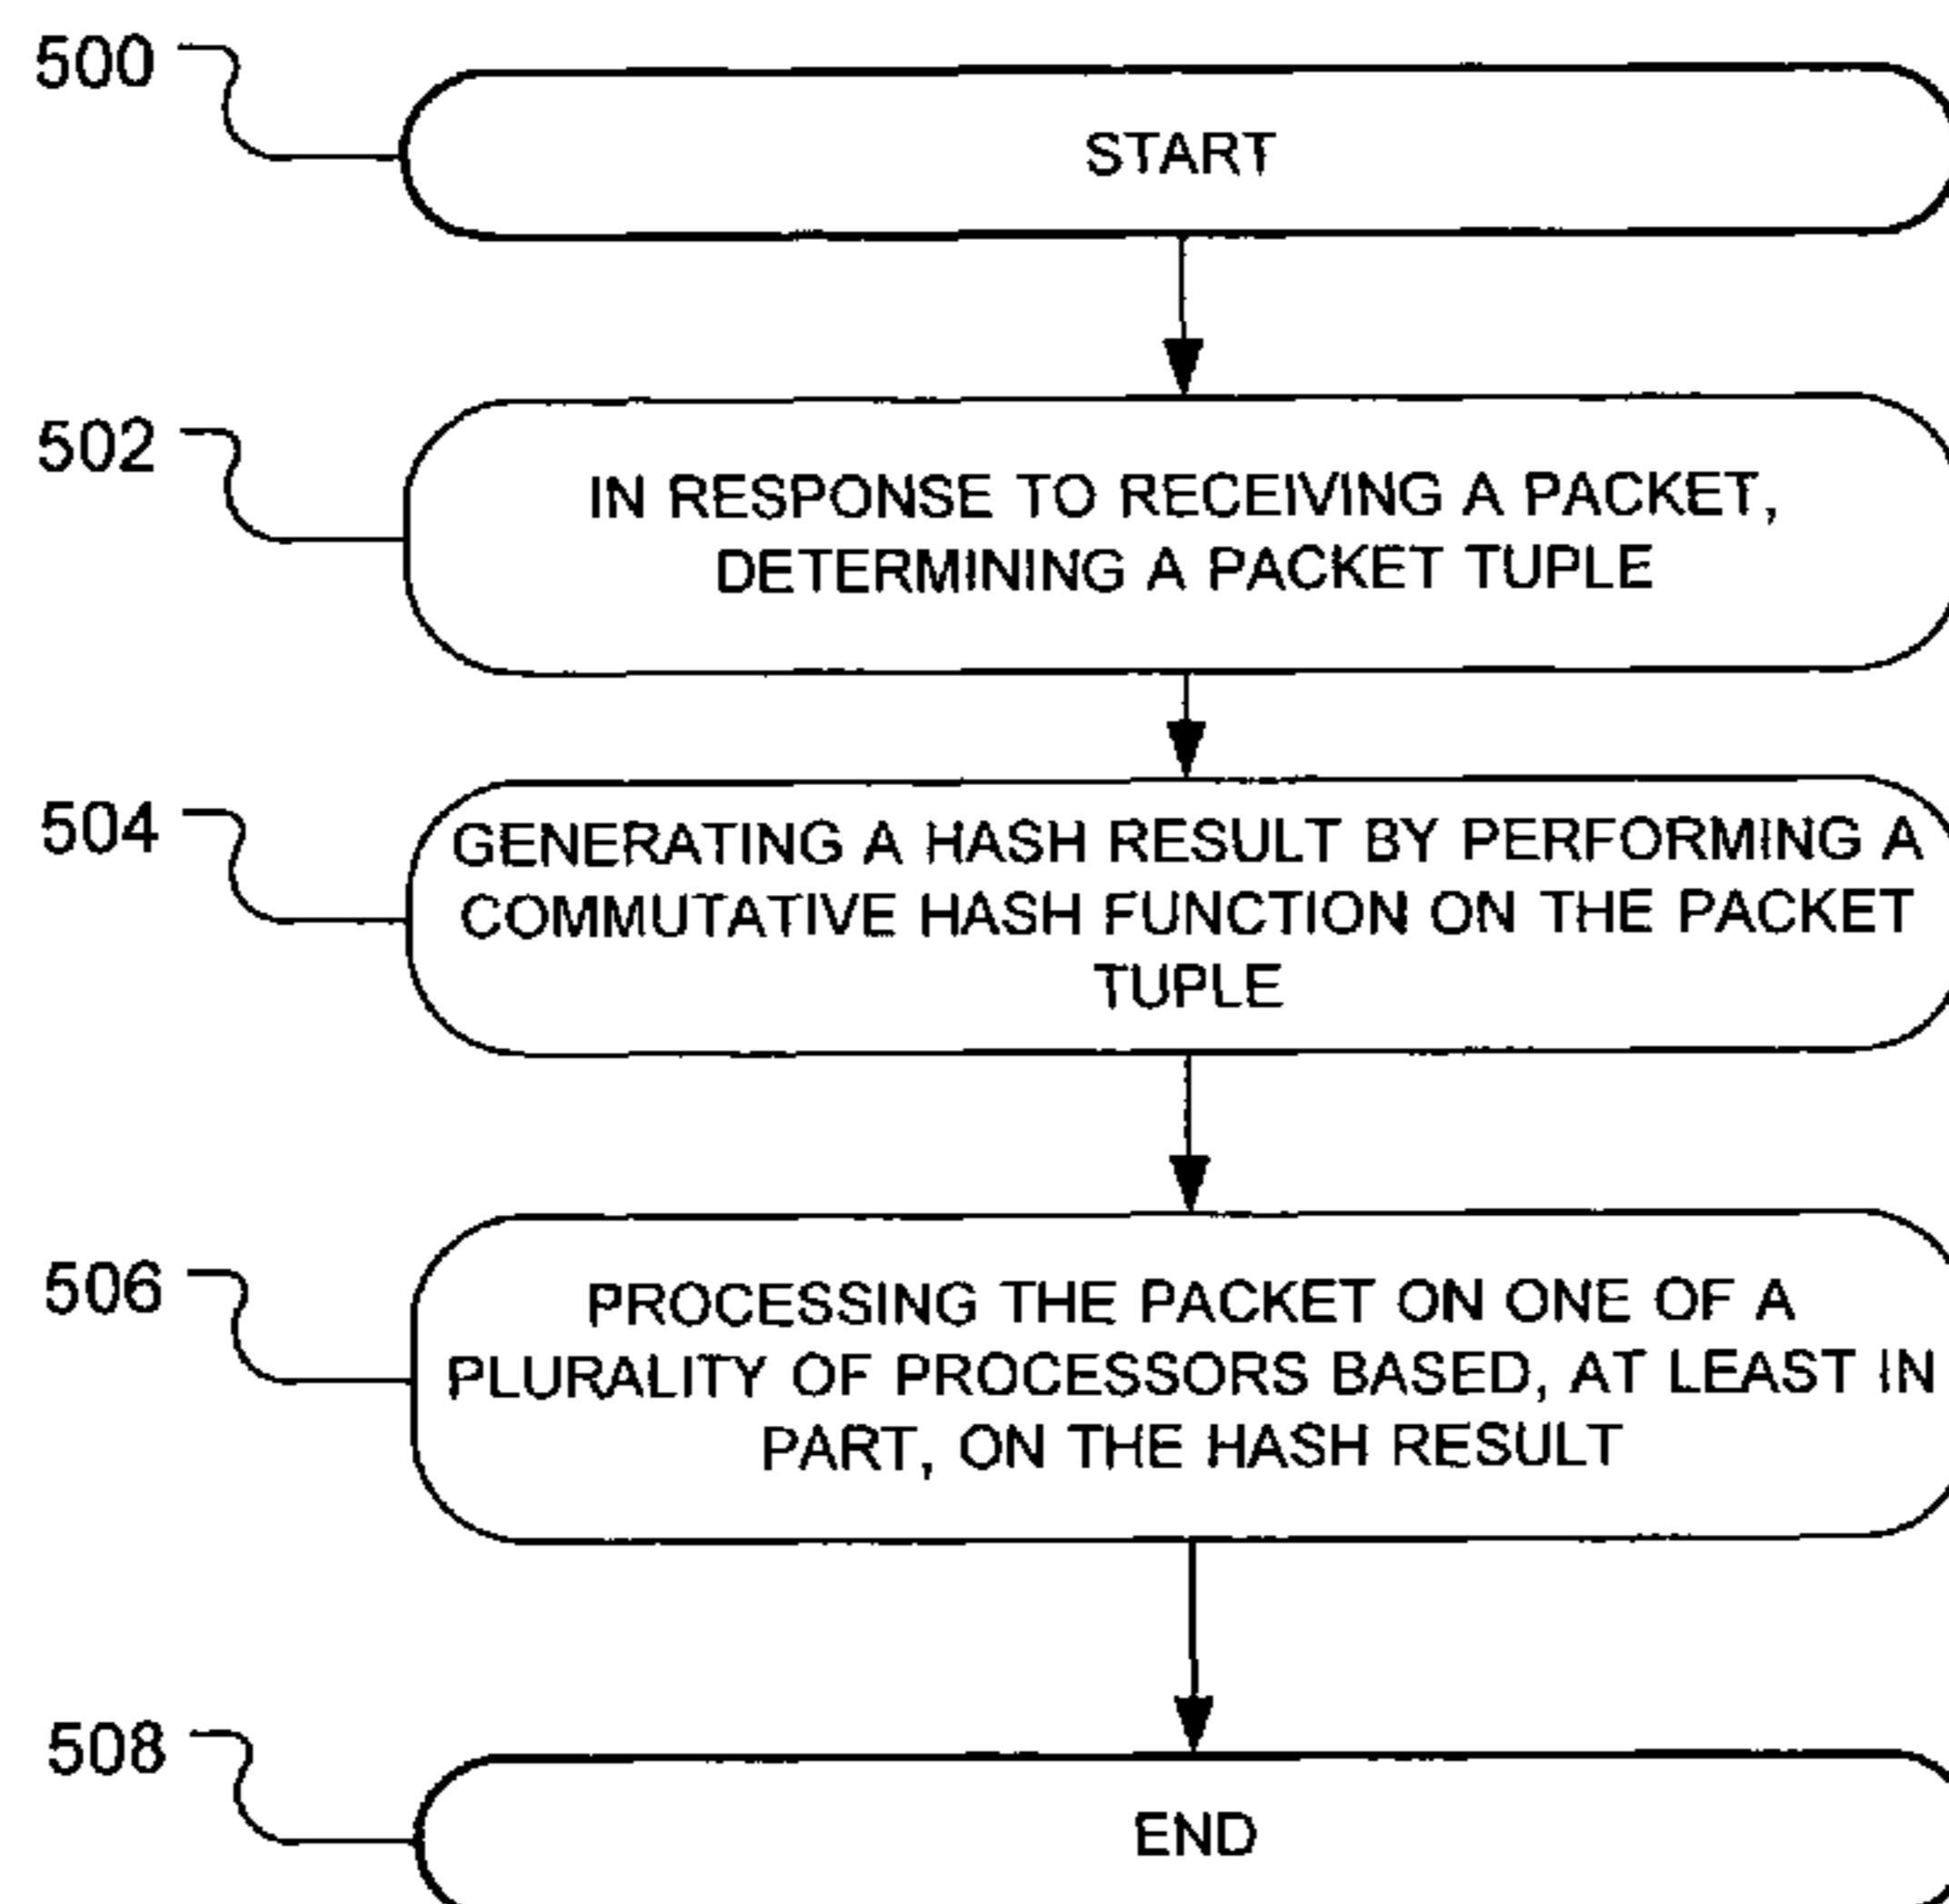 500
START
502
IN RESPONSE TO RECEIVING A PACKET,
DETERMINING A PACKET TUPLE
504
GENERATING A HASH RESULT BY PERFORMING A
COMMUTATIVE HASH FUNCTION ON THE PACKET
TUPLE
506
PROCESSING THE PACKET ON ONE OF A
PLURALITY OF PROCESSORS BASED, AT LEAST IN
PART, ON THE HASH RESULT
508
END